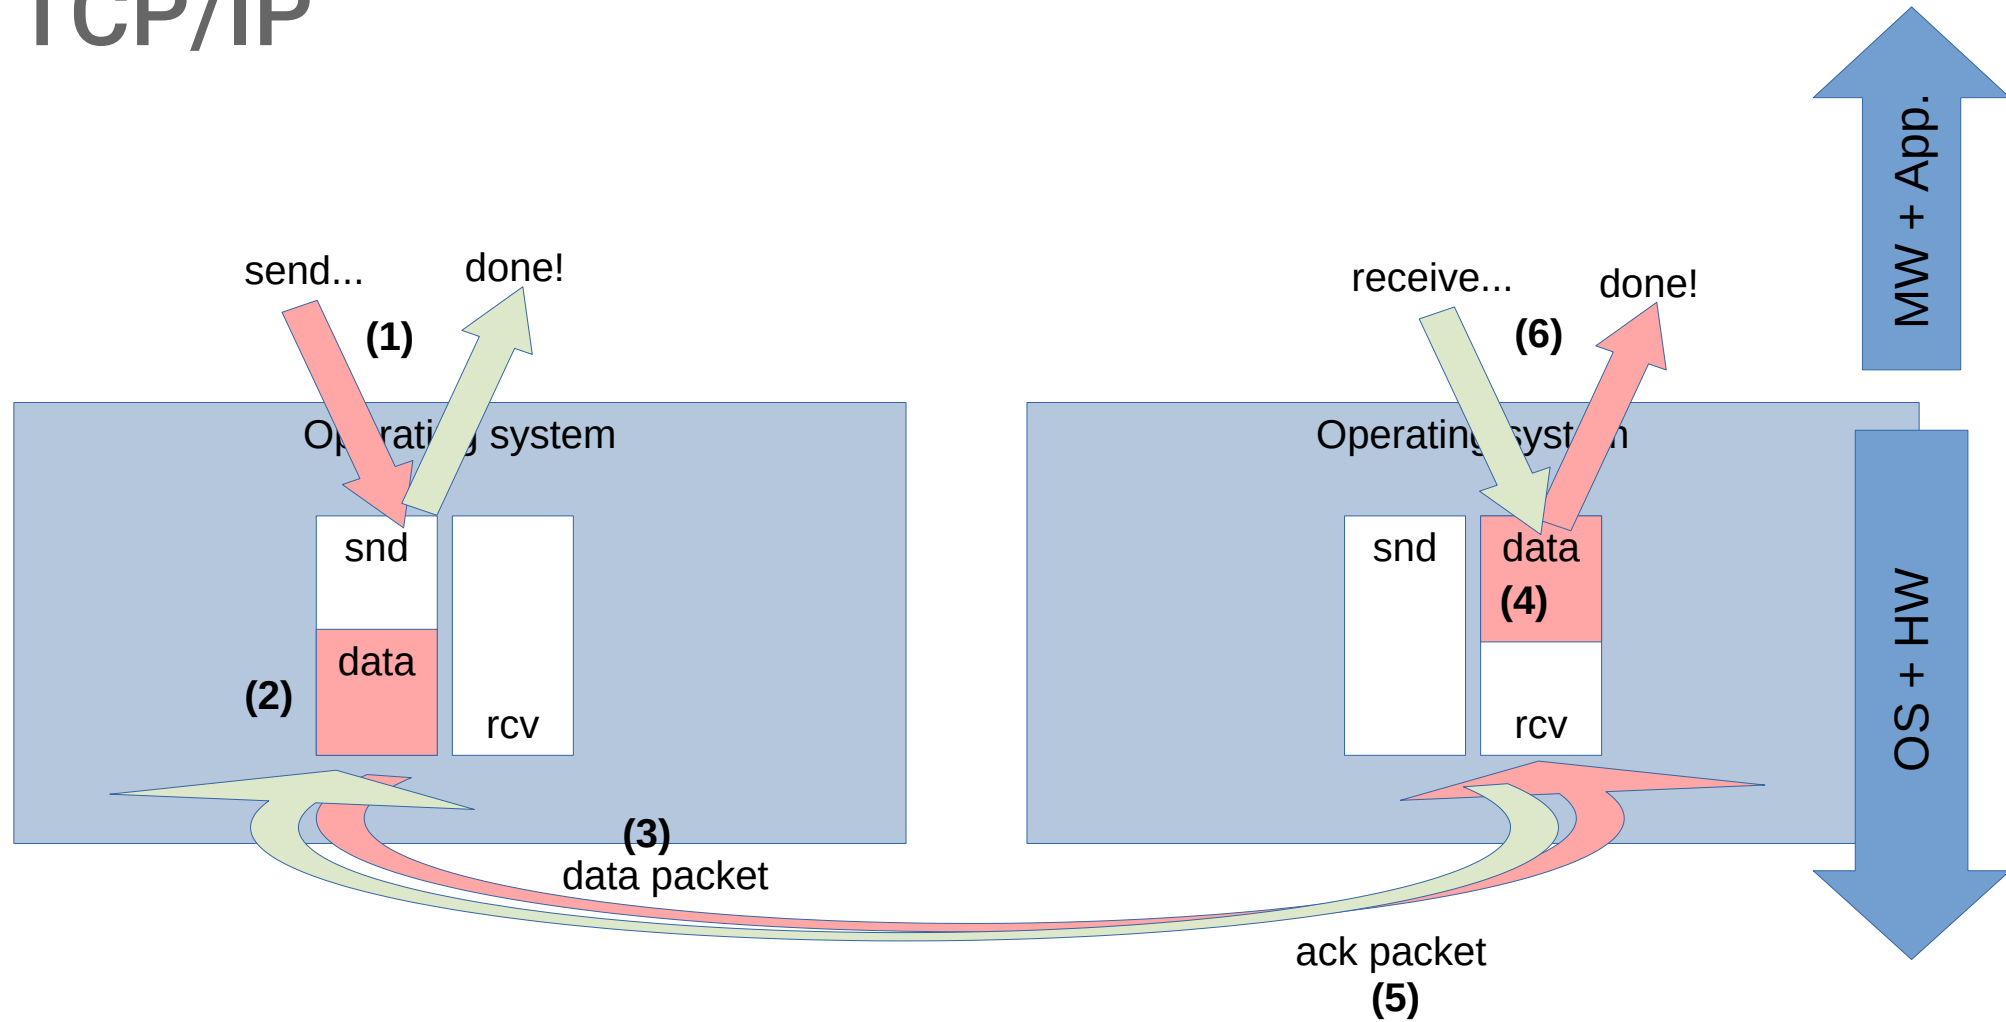 TCP/IP
send...
done!
(1)
receive...
done!
(6)
MW + App.
Operating system
Operating system
snd
data
(2)
rcv
snd
data
(4)
rcv
OS + HW
(3)
data packet
ack packet
(5)